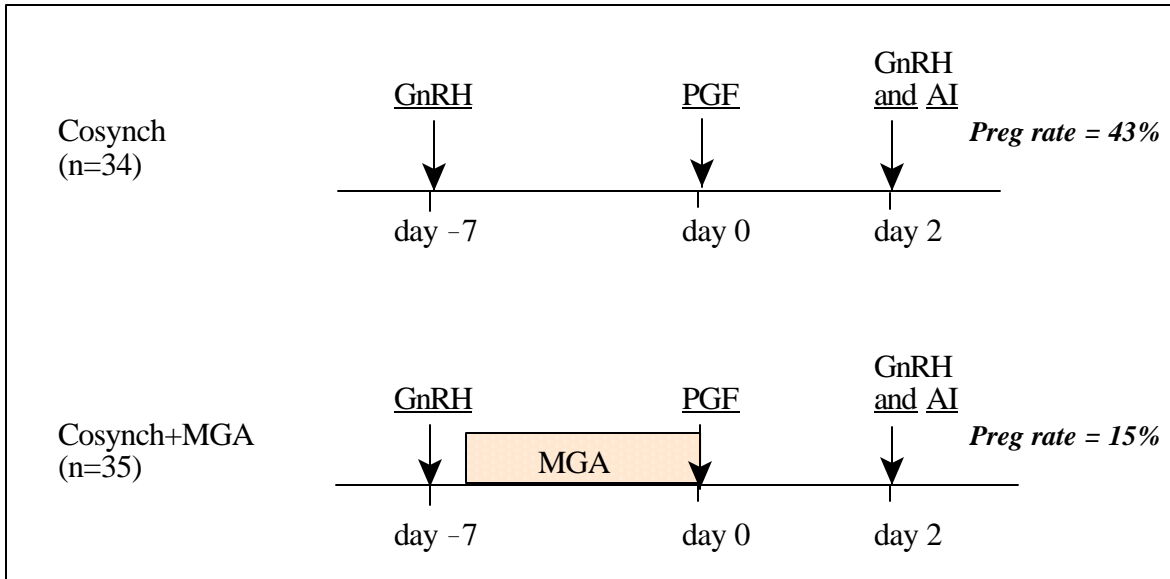 GnRH
and AI
GnRH
PGF
Preg rate = 43%
Cosynch
(n=34)
day -7
day 0
day 2
GnRH
and AI
GnRH
PGF
Preg rate = 15%
Cosynch+MGA
(n=35)
MGA
day -7
day 0
day 2